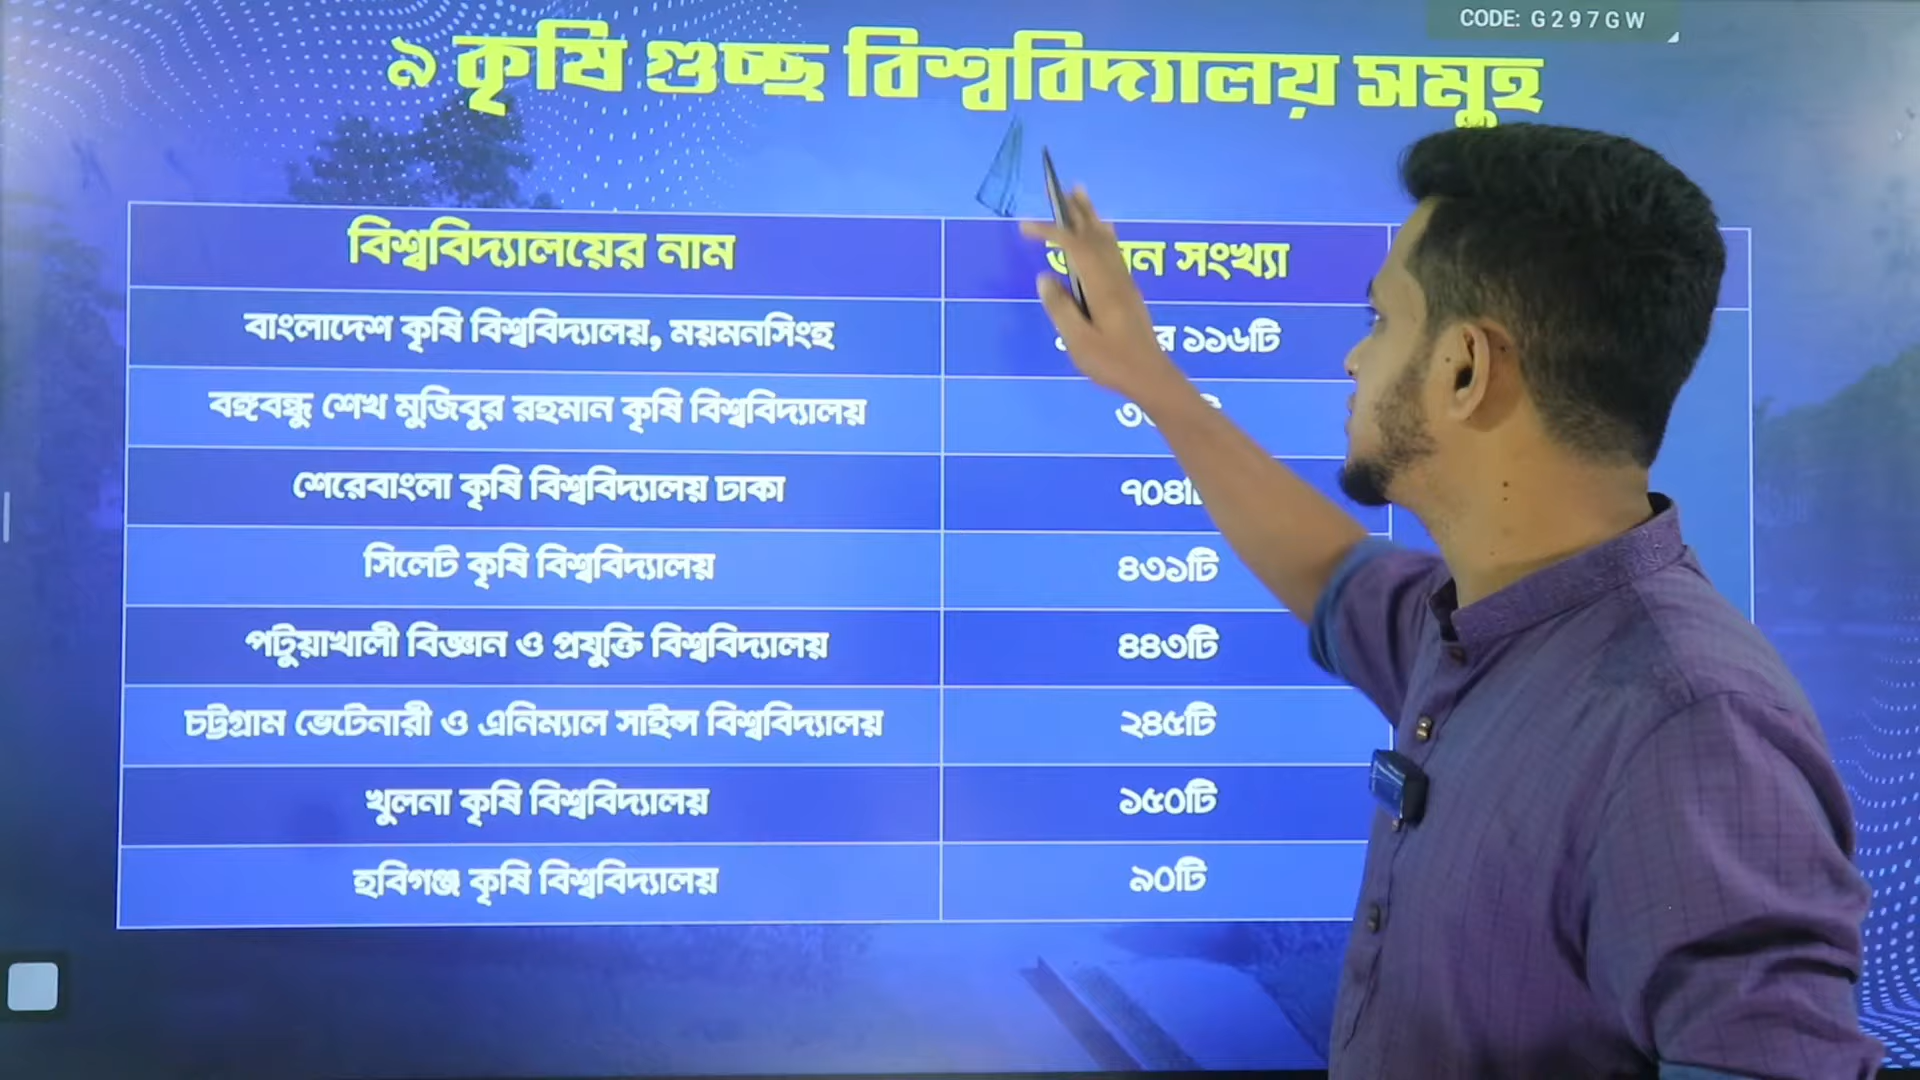 CODE: G297GW
৯ কৃষি গুচ্ছ বিশ্ববিদ্যালয় সমুহ
বিশ্ববিদ্যালয়ের নাম সংখ্যা
বাংলাদেশ কৃষি বিশ্ববিদ্যালয়, ময়মনসিংহ ১১৬টি
বঙ্গবন্ধু শেখ মুজিবুর রহমান কৃষি বিশ্ববিদ্যালয়
শেরেবাংলা কৃষি বিশ্ববিদ্যালয় ঢাকা ৭০৪টি
সিলেট কৃষি বিশ্ববিদ্যালয় ৪৩১টি
পটুয়াখালী বিজ্ঞান ও প্রযুক্তি বিশ্ববিদ্যালয় ৪৪৩টি
চট্টগ্রাম ভেটেনারী ও এনিম্যাল সাইন্স বিশ্ববিদ্যালয় ২৪৫টি
খুলনা কৃষি বিশ্ববিদ্যালয় ১৫০টি
হবিগঞ্জ কৃষি বিশ্ববিদ্যালয় ৯০টি